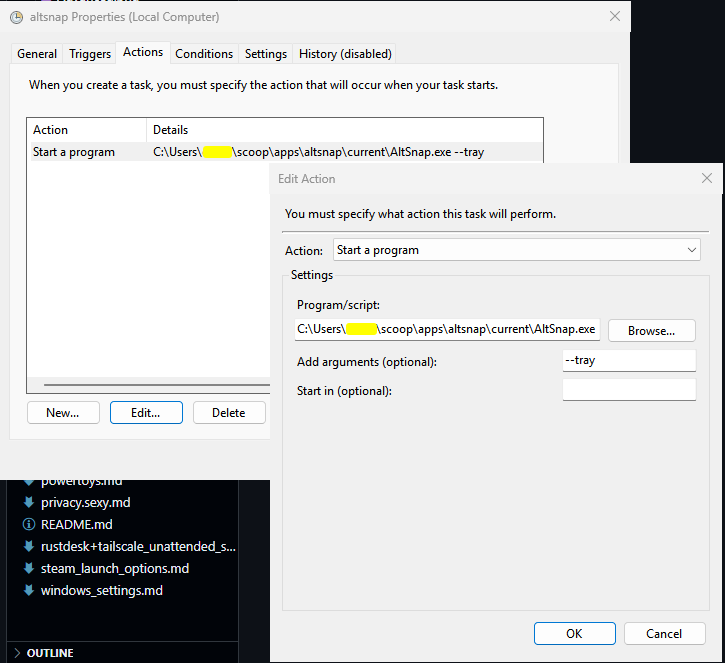 altsnap Properties (Local Computer)
General Triggers Actions Conditions Settings History (disabled)
When you create a task, you must specify the action that will occur when your task starts.
Action Details
Start a program C:\Users\ \scoop\apps\altsnap\current\AltSnap.exe --tray
New... Edit... Delete
Edit Action
You must specify what action this task will perform.
Action: Start a program
Settings
Program/script:
C:\Users\ \scoop\apps\altsnap\current\AltSnap.exe Browse...
Add arguments (optional): --tray
Start in (optional):
OK Cancel
powertoys.md
privacy.sexy.md
README.md
rustdesk+tailscale_unattended_s...
steam_launch_options.md
windows_settings.md
OUTLINE